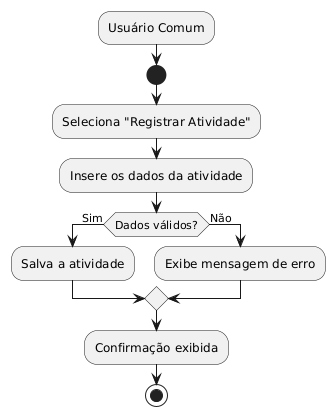 Usuário Comum
Seleciona "Registrar Atividade"
Insere os dados da atividade
Sim
Dados válidos?
Não
Salva a atividade
Exibe mensagem de erro
Confirmação exibida